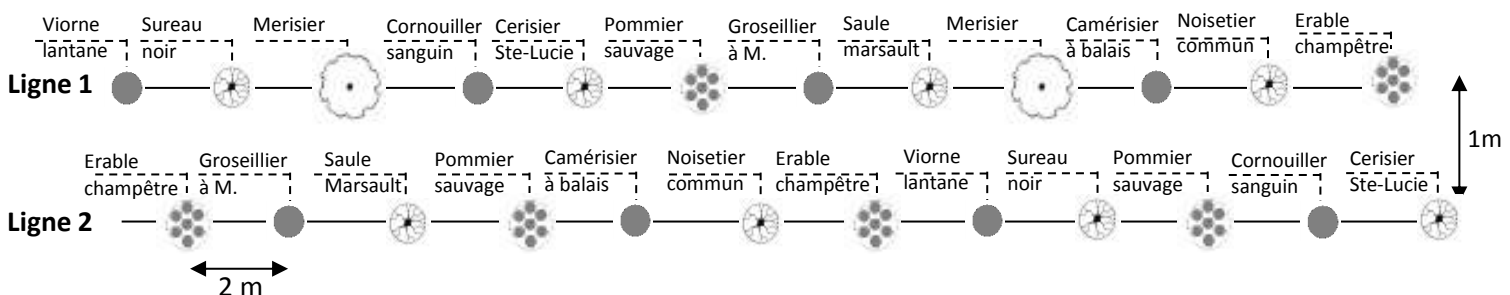 Viorne lantane
Sureau noir
Merisier
Cornouiller sanguin
Cerisier Ste-Lucie
Pommier sauvage
Groseillier à M.
Saule marsault
Merisier
Camérisier à balais
Noisetier commun
Erable champêtre
Ligne 1
1m
Erable champêtre
Groseillier à M.
Saule Marsault
Pommier sauvage
Camérisier à balais
Noisetier commun
Erable champêtre
Viorne lantane
Sureau noir
Pommier sauvage
Cornouiller sanguin
Cerisier Ste-Lucie
Ligne 2
2 m